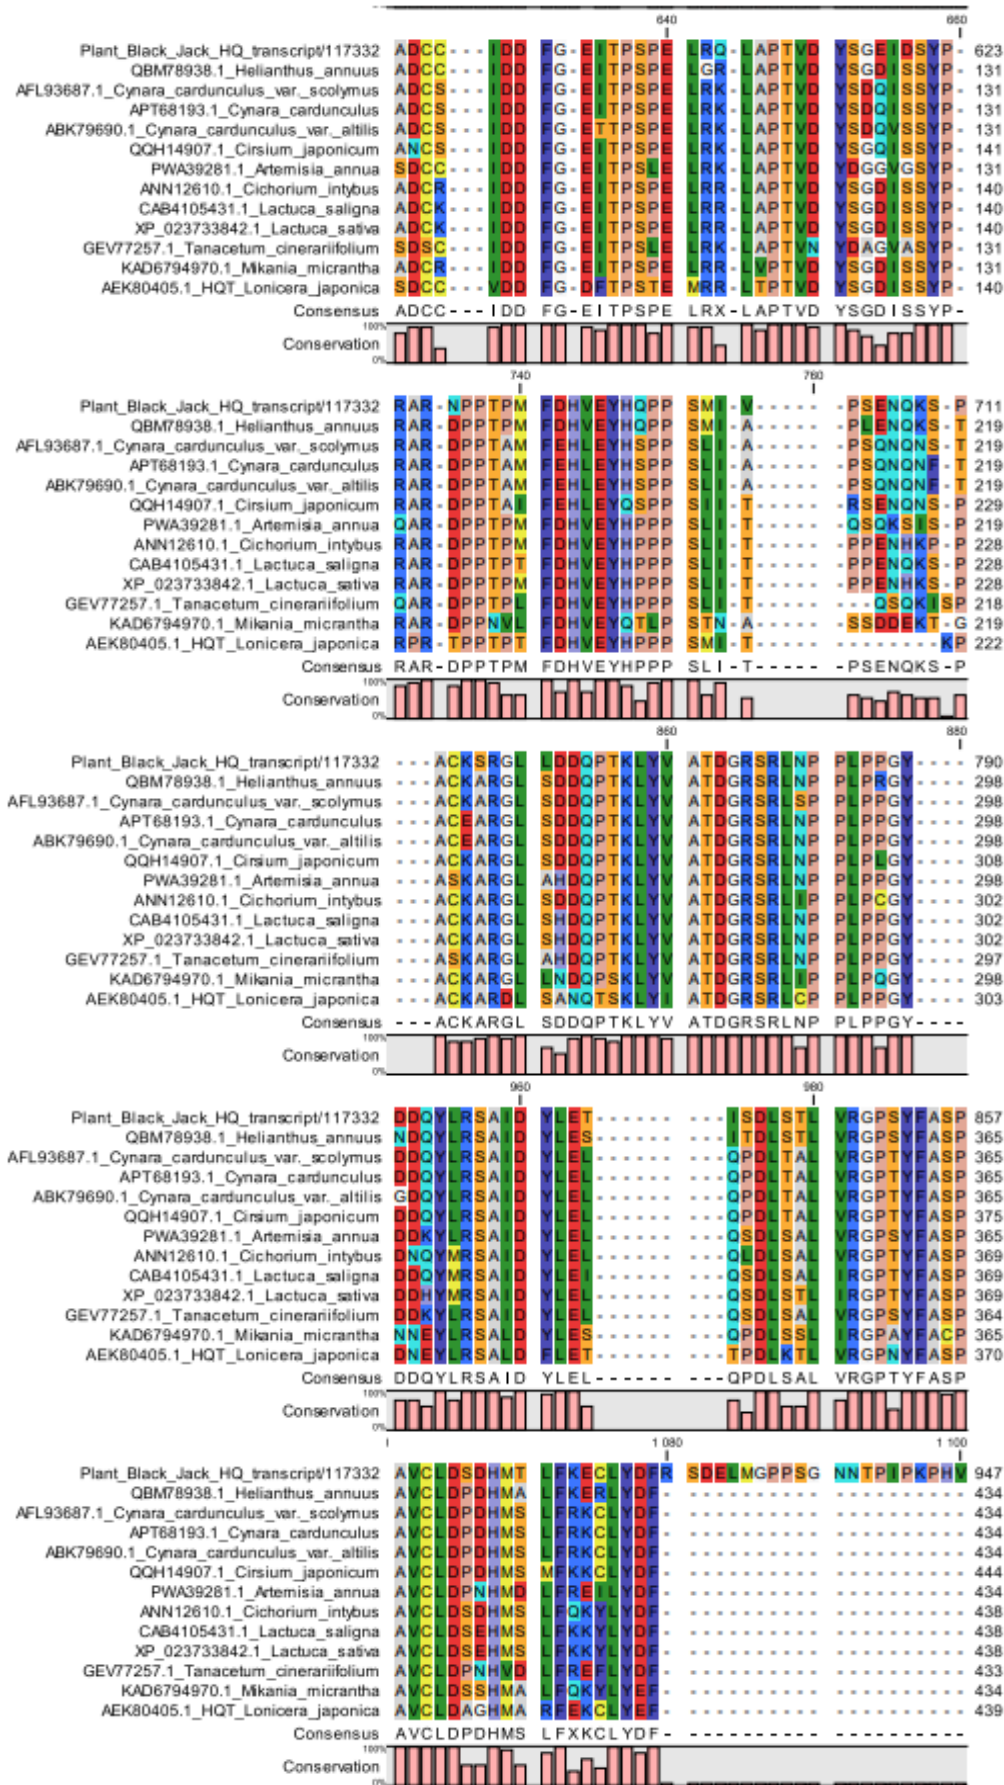 640 660
Plant_Black_Jack_HQ_transcript/117332 ADCC---IDD FG-EITPSPE LRQ-LAPTVD YSGEIDSYP- 623
QBM78938.1_Helianthus_annuus ADCC---IDD FG-EITPSPE LGR-LAPTVD YSGDISSYP- 131
AFL93687.1_Cynara_cardunculus_var._scolymus ADCS---IDD FG-EITPSPE LRK-LAPTVD YSDQISSYP- 131
APT68193.1_Cynara_cardunculus ADCS---IDD FG-EITPSPE LRK-LAPTVD YSDQISSYP- 131
ABK79690.1_Cynara_cardunculus_var._altilis ADCS---IDD FG-ETTPSPE LRK-LAPTVD YSDQVSSYP- 131
QQH14907.1_Cirsium_japonicum ANCS---IDD FG-EITPSPE LRK-LAPTVD YSGQISSYP- 141
PWA39281.1_Artemisia_annua SDCC---IDD FG-EITPSLE LRK-LAPTVD YDGGVGSYP- 131
ANN12610.1_Cichorium_intybus ADCR---IDD FG-EITPSPE LRR-LAPTVD YSGDISSYP- 140
CAB4105431.1_Lactuca_saligna ADCK---IDD FG-EITPSPE LRR-LAPTVD YSGDISSYP- 140
XP_023733842.1_Lactuca_sativa ADCK---IDD FG-EITPSPE LRR-LAPTVD YSGDISSYP- 140
GEV77257.1_Tanacetum_cinerariifolium SDSC---IDD FG-EITPSLE LRK-LAPTVN YDAGVASYP- 131
KAD6794970.1_Mikania_micrantha ADCR---IDD FG-EITPSPE LRR-LVPTVD YSGDISSYP- 131
AEK80405.1_HQT_Lonicera_japonica SDCC---VDD FG-DFTPSTE MRR-LTPTVD YSGDISSYP- 140
Consensus ADCC---IDD FG-EITPSPE LRX-LAPTVD YSGDISSYP-
100%
Conservation
0%
740 760
Plant_Black_Jack_HQ_transcript/117332 RAR-NPPTPM FDHVEYHQPP SMI-V----- -PSENQKS-P 711
QBM78938.1_Helianthus_annuus RAR-DPPTPM FDHVEYHQPP SMI-A----- -PLENQKS-T 219
AFL93687.1_Cynara_cardunculus_var._scolymus RAR-DPPTAM FEHVEYHSPP SLI-A----- -PSQNQKS-T 219
APT68193.1_Cynara_cardunculus RAR-DPPTAM FEHLEYHSPP SLI-A----- -PSQNQNF-T 219
ABK79690.1_Cynara_cardunculus_var._altilis RAR-DPPTAM FEHLEYHSPP SLI-A----- -PSQNQNF-T 219
QQH14907.1_Cirsium_japonicum RAR-DPPTAI FEHLEYQSPP SII-T----- -RSENQKS-P 229
PWA39281.1_Artemisia_annua QAR-DPPTPM FDHVEYHPPP SLI-T----- -QSQKSIS-P 219
ANN12610.1_Cichorium_intybus RAR-DPPTPM FDHVEYHPPP SLI-T----- -PPENHKP-P 228
CAB4105431.1_Lactuca_saligna RAR-DPPTPT FDHVEYHPPP SLI-T----- -PPENQKS-P 228
XP_023733842.1_Lactuca_sativa RAR-DPPTPM FDHVEYHPPP SLI-T----- -PPENHKS-P 228
GEV77257.1_Tanacetum_cinerariifolium QAR-DPPTPL FDHVEYHPPP SLI-T----- ---QSQKISP 218
KAD6794970.1_Mikania_micrantha RAR-DPPNVL FDHVEYQTLP STN-A----- -SSDDEKT-G 219
AEK80405.1_HQT_Lonicera_japonica RPR-TPPTPT FDHVEYHPPP SMI-T----- --------KP 222
Consensus RAR-DPPTPM FDHVEYHPPP SLI-T----- -PSENQKS-P
100%
Conservation
0%
860 880
Plant_Black_Jack_HQ_transcript/117332 ---ACKSRGL LDDQPTKLYV ATDGRSRLNP PLPPGY---- 790
QBM78938.1_Helianthus_annuus ---ACKARGL SDDQPTKLYV ATDGRSRLNP PLPRGY---- 298
AFL93687.1_Cynara_cardunculus_var._scolymus ---ACKARGL SDDQPTKLYV ATDGRSRLSP PLPPGY---- 298
APT68193.1_Cynara_cardunculus ---ACEARGL SDDQPTKLYV ATDGRSRLNP PLPPGY---- 298
ABK79690.1_Cynara_cardunculus_var._altilis ---ACEARGL SDDQPTKLYV ATDGRSRLNP PLPPGY---- 298
QQH14907.1_Cirsium_japonicum ---ACKARGL SDDQPTKLYV ATDGRSRLNP PLPLGY---- 308
PWA39281.1_Artemisia_annua ---ASKARGL AHDQPTKLYV ATDGRSRLNP PLPPGY---- 298
ANN12610.1_Cichorium_intybus ---ACKARGL SDDQPTKLYV ATDGRSRLIP PLPCGY---- 302
CAB4105431.1_Lactuca_saligna ---ACKARGL SHDQPTKLYV ATDGRSRLNP PLPPGY---- 302
XP_023733842.1_Lactuca_sativa ---ACKARGL SHDQPTKLYV ATDGRSRLNP PLPPGY---- 302
GEV77257.1_Tanacetum_cinerariifolium ---ASKARGL AHDQPTKLYV ATDGRSRLNP PLPPGY---- 297
KAD6794970.1_Mikania_micrantha ---ACKARGL LNDQPSKLYV ATDGRSRLIP PLPQGY---- 298
AEK80405.1_HQT_Lonicera_japonica ---ACKARDL SANQTSKLYI ATDGRSRLCP PLPPGY---- 303
Consensus ---ACKARGL SDDQPTKLYV ATDGRSRLNP PLPPGY----
100%
Conservation
0%
960 980
Plant_Black_Jack_HQ_transcript/117332 DDQYLRSAID YLET------ ---ISDLSTL VRGPSYFASP 857
QBM78938.1_Helianthus_annuus NDQYLRSAID YLES------ ---ITDLSTL VRGPSYFASP 365
AFL93687.1_Cynara_cardunculus_var._scolymus DDQYLRSAID YLEL------ ---QPDLTAL VRGPTYFASP 365
APT68193.1_Cynara_cardunculus DDQYLRSAID YLEL------ ---QPDLTAL VRGPTYFASP 365
ABK79690.1_Cynara_cardunculus_var._altilis GDQYLRSAID YLEL------ ---QPDLTAL VRGPTYFASP 365
QQH14907.1_Cirsium_japonicum DDQYLRSAID YLEL------ ---QPDLTAL VRGPTYFASP 375
PWA39281.1_Artemisia_annua DDKYLRSAID YLEL------ ---QSDLSAL VRGPSYFASP 365
ANN12610.1_Cichorium_intybus DNQYMRSAID YLEL------ ---QLDLSAL VRGPTYFASP 369
CAB4105431.1_Lactuca_saligna DDQYMRSAID YLEI------ ---QSDLSAL IRGPTYFASP 369
XP_023733842.1_Lactuca_sativa DDHYMRSAID YLEL------ ---QSDLSTL IRGPTYFASP 369
GEV77257.1_Tanacetum_cinerariifolium DDKYLRSAID YLEL------ ---QSDLSAL VRGPSYFASP 364
KAD6794970.1_Mikania_micrantha NNEYLRSALD YLES------ ---QPDLSSL IRGPAYFACP 365
AEK80405.1_HQT_Lonicera_japonica DNEYLRSALD FLEL------ ---TPDLKTL VRGPNYFASP 370
Consensus DDQYLRSAID YLEL------ ---QPDLSAL VRGPTYFASP
100%
Conservation
0%
1 080 1 100
Plant_Black_Jack_HQ_transcript/117332 AVCLDSDHMT LFKECLYDFR SDELMGPPSG NNTPIPKPHV 947
QBM78938.1_Helianthus_annuus AVCLDPDHMA LFKERLYDF- ---------- ---------- 434
AFL93687.1_Cynara_cardunculus_var._scolymus AVCLDPDHMS LFRKCLYDF- ---------- ---------- 434
APT68193.1_Cynara_cardunculus AVCLDPDHMS LFRKCLYDF- ---------- ---------- 434
ABK79690.1_Cynara_cardunculus_var._altilis AVCLDPDHMS LFRKCLYDF- ---------- ---------- 434
QQH14907.1_Cirsium_japonicum AVCLDPDHMS MFKKCLYDF- ---------- ---------- 444
PWA39281.1_Artemisia_annua AVCLDPNHMD LFREILYDF- ---------- ---------- 434
ANN12610.1_Cichorium_intybus AVCLDSDHMS LFQKYLYDF- ---------- ---------- 438
CAB4105431.1_Lactuca_saligna AVCLDSEHMS LFKKYLYDF- ---------- ---------- 438
XP_023733842.1_Lactuca_sativa AVCLDSEHMS LFKKYLYDF- ---------- ---------- 438
GEV77257.1_Tanacetum_cinerariifolium AVCLDPNHVD LFREFLYDF- ---------- ---------- 433
KAD6794970.1_Mikania_micrantha AVCLDSSHMA LFQKYLYEF- ---------- ---------- 434
AEK80405.1_HQT_Lonicera_japonica AVCLDAGHMA RFEKCLYEF- ---------- ---------- 439
Consensus AVCLDPDHMS LFXKCLYDF- ---------- ----------
100%
Conservation
0%